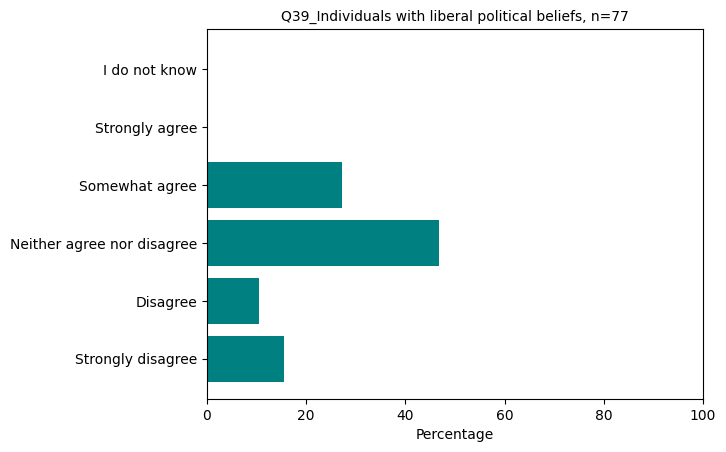 Q39_Individuals with liberal political beliefs, n=77
I do not know
Strongly agree
Somewhat agree
Neither agree nor disagree
Disagree
Strongly disagree
0 20 40 60 80 100
Percentage